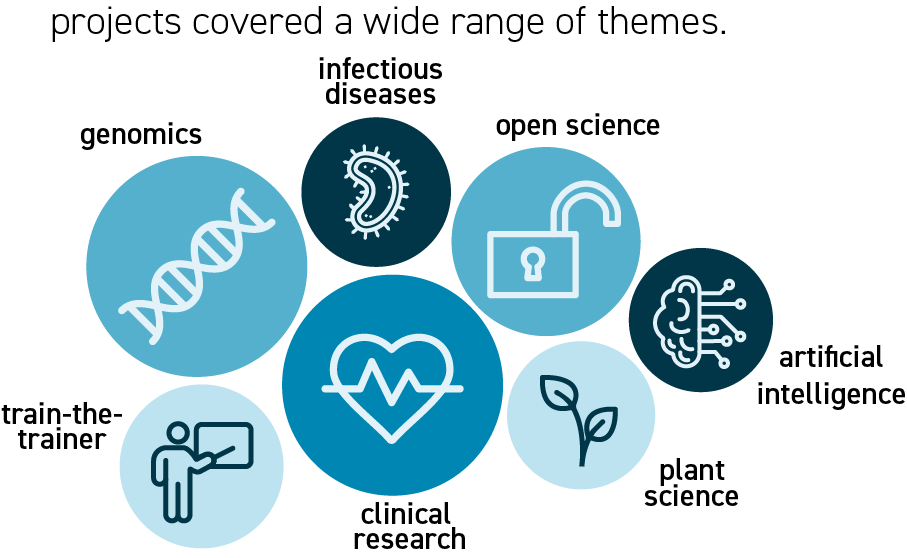 projects covered a wide range of themes.
infectious
diseases
open science
genomics
artificial
intelligence
train-the-
trainer
plant
science
clinical
research